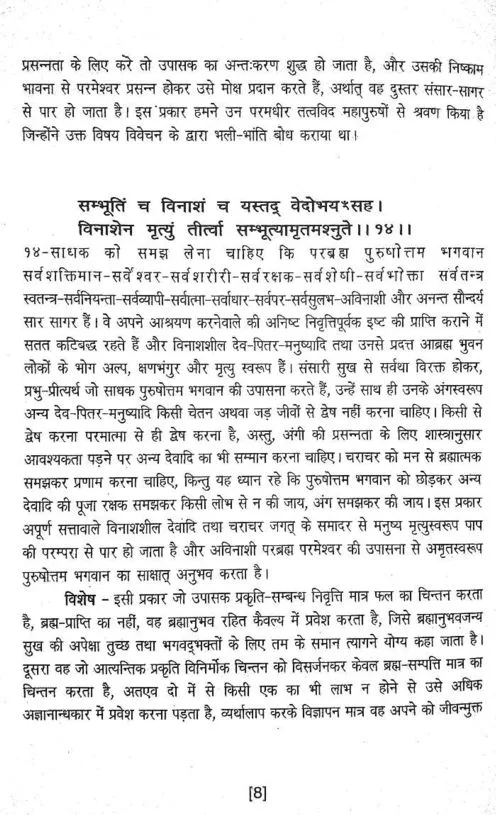 प्रसन्नता के लिए करे तो उपासक का अन्तःकरण शुद्ध हो जाता है, और उसकी निष्काम
भावना से परमेश्वर प्रसन्न होकर उसे मोक्ष प्रदान करते हैं, अर्थात् वह दुस्तर संसार-सागर
से पार हो जाता है। इस प्रकार हमने उन परमधीर तत्वविद महापुरुषों से श्रवण किया है
जिन्होंने उक्त विषय विवेचन के द्वारा भली-भांति बोध कराया था।
सम्भूतिं च विनाशं च यस्तद् वेदोभयꣳसह।
विनाशेन मृत्युं तीर्त्वा सम्भूत्यामृतमश्नुते।।१४।।
१४-साधक को समझ लेना चाहिए कि परब्रह्म पुरुषोत्तम भगवान
सर्वशक्तिमान-सर्वेश्वर-सर्वशरीरी-सर्वरक्षक-सर्वशेषी-सर्वभोक्ता सर्वतन्त्र
स्वतन्त्र-सर्वनियन्ता-सर्वव्यापी-सर्वात्मा-सर्वाधार-सर्वपर-सर्वसुलभ-अविनाशी और अनन्त सौन्दर्य
सार सागर हैं। वे अपने आश्रयण करनेवाले की अनिष्ट निवृत्तिपूर्वक इष्ट की प्राप्ति कराने में
सतत कटिबद्ध रहते हैं और विनाशशील देव-पितर-मनुष्यादि तथा उनसे प्रदत्त आब्रह्म भुवन
लोकों के भोग अल्प, क्षणभंगुर और मृत्यु स्वरूप हैं। संसारी सुख से सर्वथा विरक्त होकर,
प्रभु-प्रीत्यर्थ जो साधक पुरुषोत्तम भगवान की उपासना करते हैं, उन्हें साथ ही उनके अंगस्वरूप
अन्य देव-पितर-मनुष्यादि किसी चेतन अथवा जड़ जीवों से द्वेष नहीं करना चाहिए। किसी से
द्वेष करना परमात्मा से ही द्वेष करना है, अस्तु, अंगी की प्रसन्नता के लिए शास्त्रानुसार
आवश्यकता पड़ने पर अन्य देवादि का भी सम्मान करना चाहिए। चराचर को मन से ब्रह्मात्मक
समझकर प्रणाम करना चाहिए, किन्तु यह ध्यान रहे कि पुरुषोत्तम भगवान को छोड़कर अन्य
देवादि की पूजा रक्षक समझकर किसी लोभ से न की जाय, अंग समझकर की जाय। इस प्रकार
अपूर्ण सत्तावाले विनाशशील देवादि तथा चराचर जगत् के समादर से मनुष्य मृत्युस्वरूप पाप
की परम्परा से पार हो जाता है और अविनाशी परब्रह्म परमेश्वर की उपासना से अमृतस्वरूप
पुरुषोत्तम भगवान का साक्षात् अनुभव करता है।
विशेष - इसी प्रकार जो उपासक प्रकृति-सम्बन्ध निवृत्ति मात्र फल का चिन्तन करता
है, ब्रह्म-प्राप्ति का नहीं, वह ब्रह्मानुभव रहित कैवल्य में प्रवेश करता है, जिसे ब्रह्मानुभवजन्य
सुख की अपेक्षा तुच्छ तथा भगवद्भक्तों के लिए तम के समान त्यागने योग्य कहा जाता है।
दूसरा वह जो आत्यन्तिक प्रकृति विनिर्मोक चिन्तन को विसर्जनकर केवल ब्रह्म-सम्पत्ति मात्र का
चिन्तन करता है, अतएव दो में से किसी एक का भी लाभ न होने से उसे अधिक
अज्ञानान्धकार में प्रवेश करना पड़ता है, व्यर्थालाप करके विज्ञापन मात्र वह अपने को जीवन्मुक्त
[8]